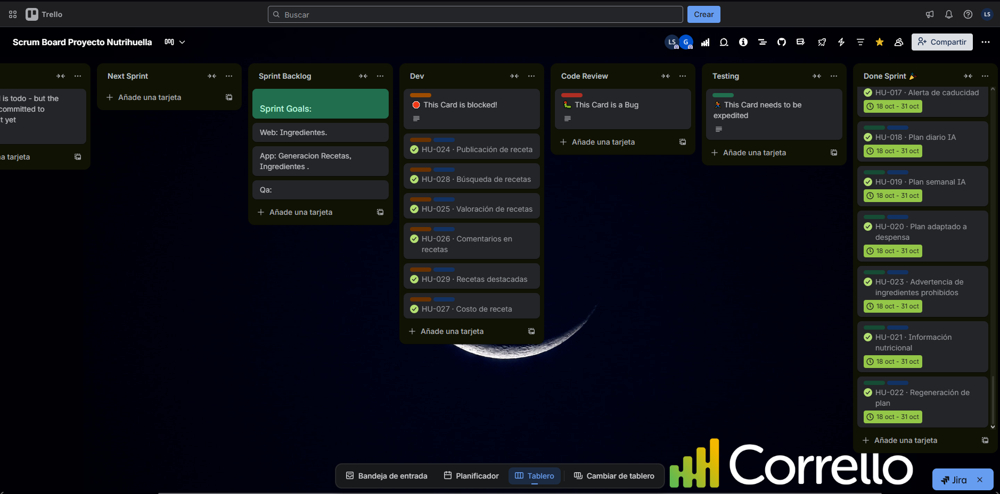 Trello
Buscar
Crear
LS
Scrum Board Proyecto Nutrihuella
LS
G
Compartir
is todo - but the
committed to
t yet
a tarjeta
Next Sprint
Añade una tarjeta
Sprint Backlog
Sprint Goals:
Web: Ingredientes.
App: Generacion Recetas,
Ingredientes .
Qa:
Añade una tarjeta
Dev
This Card is blocked!
HU-024 · Publicación de receta
HU-028 · Búsqueda de recetas
HU-025 · Valoración de recetas
HU-026 · Comentarios en
recetas
HU-029 · Recetas destacadas
HU-027 · Costo de receta
Añade una tarjeta
Code Review
This Card is a Bug
Añade una tarjeta
Testing
This Card needs to be
expedited
Añade una tarjeta
Done Sprint
HU-017 · Alerta de caducidad
18 oct - 31 oct
HU-018 · Plan diario IA
18 oct - 31 oct
HU-019 · Plan semanal IA
18 oct - 31 oct
HU-020 · Plan adaptado a
despensa
18 oct - 31 oct
HU-023 · Advertencia de
ingredientes prohibidos
18 oct - 31 oct
HU-021 · Información
nutricional
18 oct - 31 oct
HU-022 · Regeneración de
plan
18 oct - 31 oct
Añade una tarjeta
Bandeja de entrada
Planificador
Tablero
Cambiar de tablero
Corrello
Jira